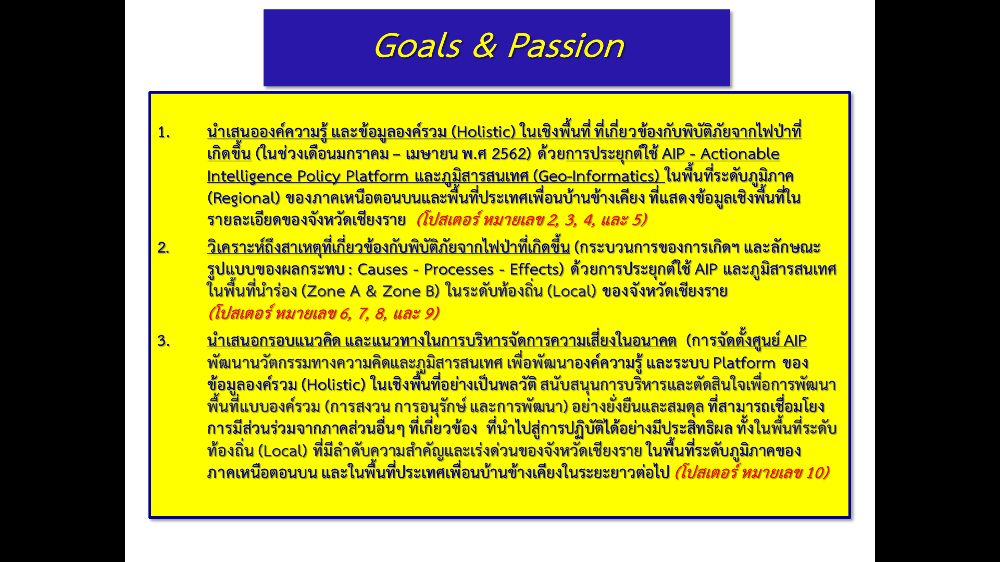 Goals & Passion
1. นำเสนอองค์ความรู้ และข้อมูลองค์รวม (Holistic) ในเชิงพื้นที่ ที่เกี่ยวข้องกับพิบัติภัยจากไฟป่าที่
เกิดขึ้น (ในช่วงเดือนมกราคม – เมษายน พ.ศ 2562) ด้วยการประยุกต์ใช้ AIP - Actionable
Intelligence Policy Platform และภูมิสารสนเทศ (Geo-Informatics) ในพื้นที่ระดับภูมิภาค
(Regional) ของภาคเหนือตอนบนและพื้นที่ประเทศเพื่อนบ้านข้างเคียง ที่แสดงข้อมูลเชิงพื้นที่ใน
รายละเอียดของจังหวัดเชียงราย (โปสเตอร์ หมายเลข 2, 3, 4, และ 5)
2. วิเคราะห์ถึงสาเหตุที่เกี่ยวข้องกับพิบัติภัยจากไฟป่าที่เกิดขึ้น (กระบวนการของการเกิดฯ และลักษณะ
รูปแบบของผลกระทบ : Causes - Processes - Effects) ด้วยการประยุกต์ใช้ AIP และภูมิสารสนเทศ
ในพื้นที่นำร่อง (Zone A & Zone B) ในระดับท้องถิ่น (Local) ของจังหวัดเชียงราย
(โปสเตอร์ หมายเลข 6, 7, 8, และ 9)
3. นำเสนอกรอบแนวคิด และแนวทางในการบริหารจัดการความเสี่ยงในอนาคต (การจัดตั้งศูนย์ AIP
พัฒนานวัตกรรมทางความคิดและภูมิสารสนเทศ เพื่อพัฒนาองค์ความรู้ และระบบ Platform ของ
ข้อมูลองค์รวม (Holistic) ในเชิงพื้นที่อย่างเป็นพลวัติ สนับสนุนการบริหารและตัดสินใจเพื่อการพัฒนา
พื้นที่แบบองค์รวม (การสงวน การอนุรักษ์ และการพัฒนา) อย่างยั่งยืนและสมดุล ที่สามารถเชื่อมโยง
การมีส่วนร่วมจากภาคส่วนอื่นๆ ที่เกี่ยวข้อง ที่นำไปสู่การปฏิบัติได้อย่างมีประสิทธิผล ทั้งในพื้นที่ระดับ
ท้องถิ่น (Local) ที่มีลำดับความสำคัญและเร่งด่วนของจังหวัดเชียงราย ในพื้นที่ระดับภูมิภาคของ
ภาคเหนือตอนบน และในพื้นที่ประเทศเพื่อนบ้านข้างเคียงในระยะยาวต่อไป (โปสเตอร์ หมายเลข 10)